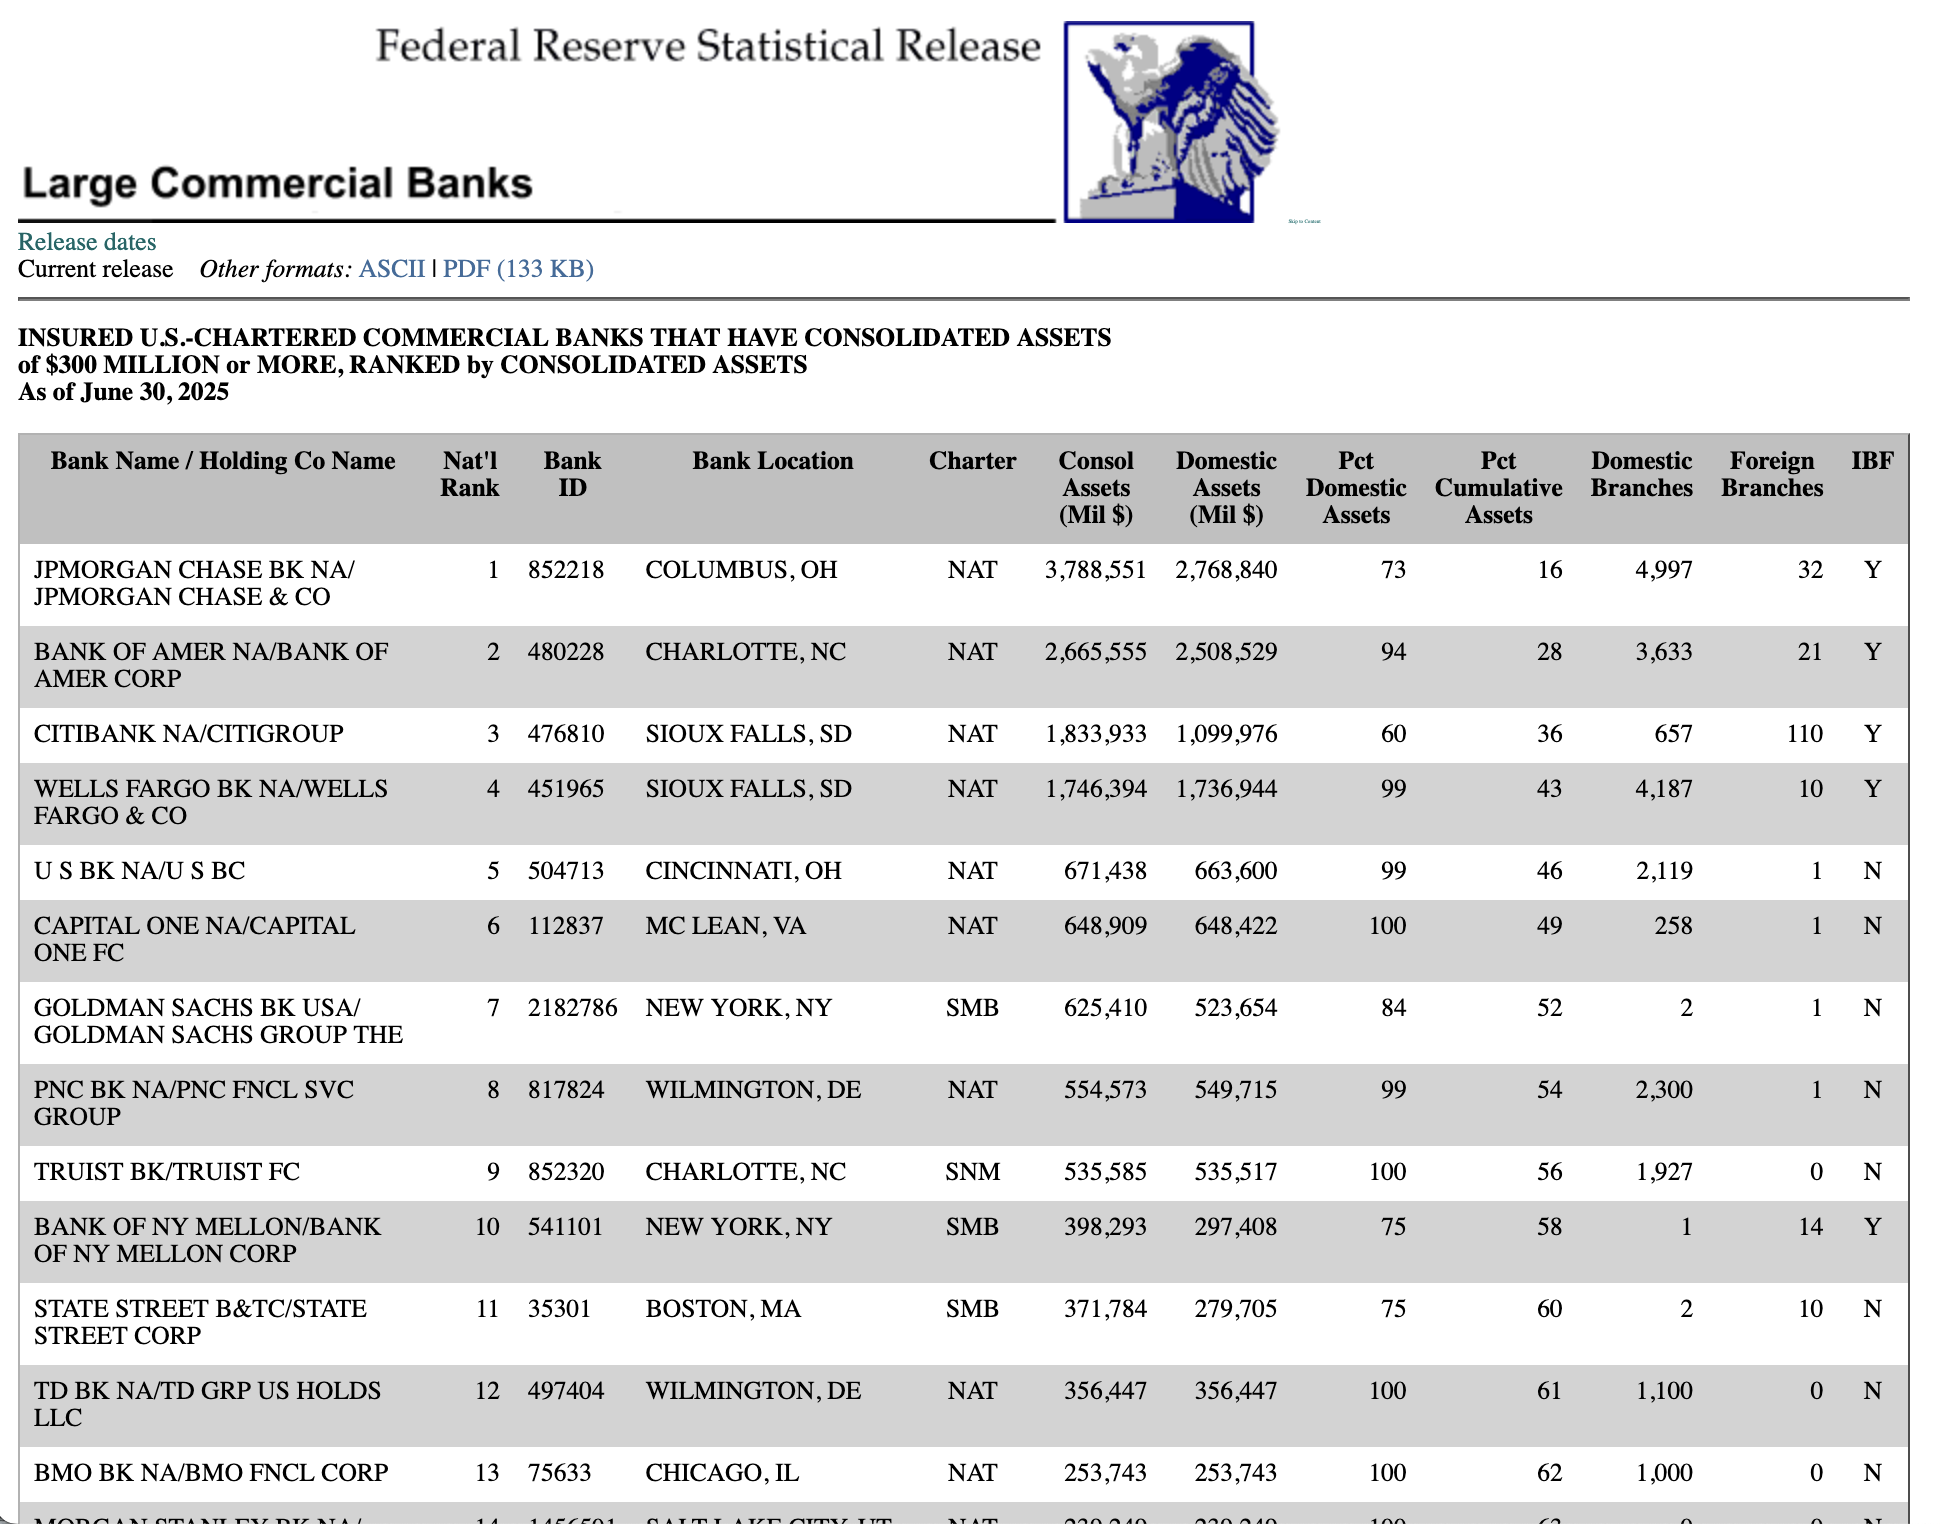 Federal Reserve Statistical Release
Large Commercial Banks
Skip to Content
Release dates
Current release Other formats: ASCII | PDF (133 KB)
INSURED U.S.-CHARTERED COMMERCIAL BANKS THAT HAVE CONSOLIDATED ASSETS
of $300 MILLION or MORE, RANKED by CONSOLIDATED ASSETS
As of June 30, 2025
Bank Name / Holding Co Name Nat'l Bank Bank Location Charter Consol Domestic Pct Pct Domestic Foreign IBF
Rank ID Assets Assets Domestic Cumulative Branches Branches
(Mil $) (Mil $) Assets Assets
JPMORGAN CHASE BK NA/ 1 852218 COLUMBUS, OH NAT 3,788,551 2,768,840 73 16 4,997 32 Y
JPMORGAN CHASE & CO
BANK OF AMER NA/BANK OF 2 480228 CHARLOTTE, NC NAT 2,665,555 2,508,529 94 28 3,633 21 Y
AMER CORP
CITIBANK NA/CITIGROUP 3 476810 SIOUX FALLS, SD NAT 1,833,933 1,099,976 60 36 657 110 Y
WELLS FARGO BK NA/WELLS 4 451965 SIOUX FALLS, SD NAT 1,746,394 1,736,944 99 43 4,187 10 Y
FARGO & CO
U S BK NA/U S BC 5 504713 CINCINNATI, OH NAT 671,438 663,600 99 46 2,119 1 N
CAPITAL ONE NA/CAPITAL 6 112837 MC LEAN, VA NAT 648,909 648,422 100 49 258 1 N
ONE FC
GOLDMAN SACHS BK USA/ 7 2182786 NEW YORK, NY SMB 625,410 523,654 84 52 2 1 N
GOLDMAN SACHS GROUP THE
PNC BK NA/PNC FNCL SVC 8 817824 WILMINGTON, DE NAT 554,573 549,715 99 54 2,300 1 N
GROUP
TRUIST BK/TRUIST FC 9 852320 CHARLOTTE, NC SNM 535,585 535,517 100 56 1,927 0 N
BANK OF NY MELLON/BANK 10 541101 NEW YORK, NY SMB 398,293 297,408 75 58 1 14 Y
OF NY MELLON CORP
STATE STREET B&TC/STATE 11 35301 BOSTON, MA SMB 371,784 279,705 75 60 2 10 N
STREET CORP
TD BK NA/TD GRP US HOLDS 12 497404 WILMINGTON, DE NAT 356,447 356,447 100 61 1,100 0 N
LLC
BMO BK NA/BMO FNCL CORP 13 75633 CHICAGO, IL NAT 253,743 253,743 100 62 1,000 0 N
MORGAN STANLEY BK NA/ 14 SALT LAKE CITY, UT NAT 100 63 0 0 N